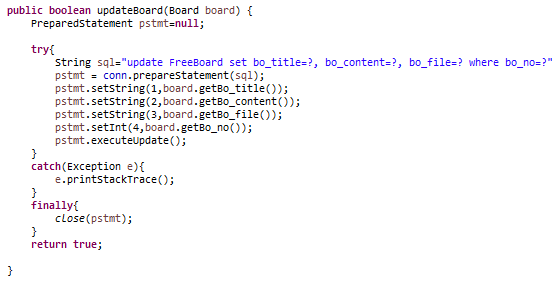 public boolean updateBoard(Board board) {
PreparedStatement pstmt=null;
try{
String sql="update FreeBoard set bo_title=?, bo_content=?, bo_file=? where bo_no=?"
pstmt = conn.prepareStatement(sql);
pstmt.setString(1,board.getBo_title());
pstmt.setString(2,board.getBo_content());
pstmt.setString(3,board.getBo_file());
pstmt.setInt(4,board.getBo_no());
pstmt.executeUpdate();
}
catch(Exception e){
e.printStackTrace();
}
finally{
close(pstmt);
}
return true;
}